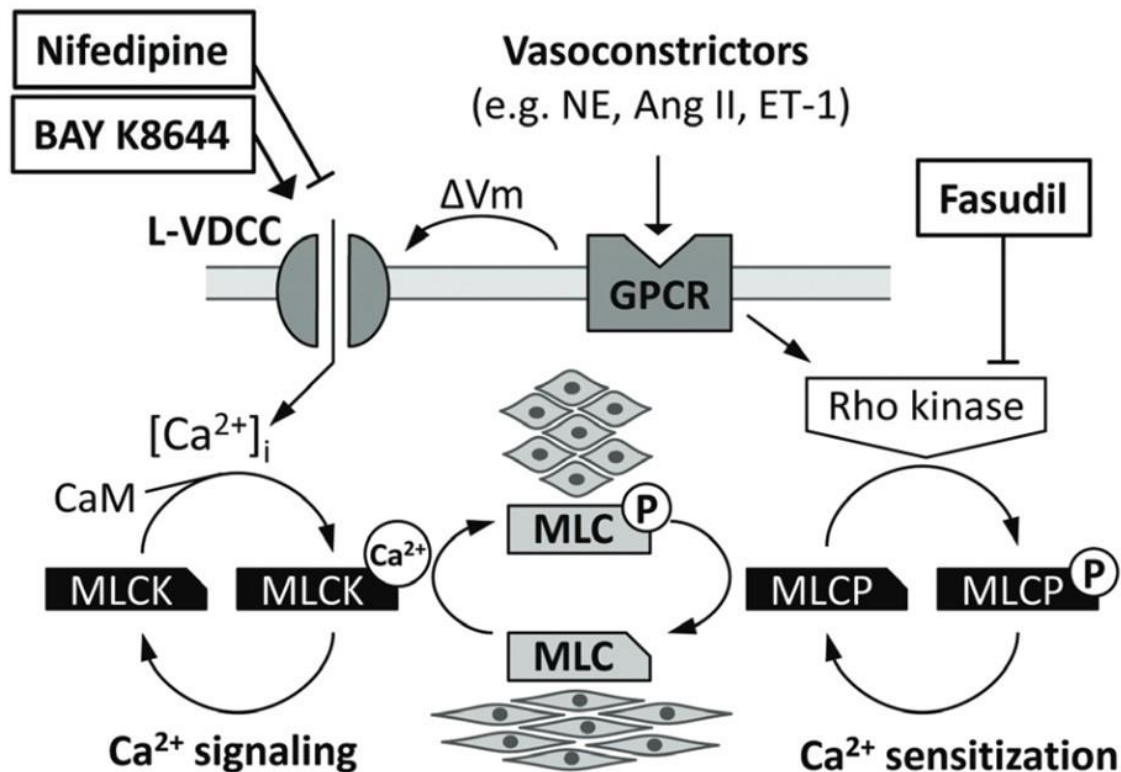 Nifedipine
BAY K8644
Vasoconstrictors
(e.g. NE, Ang II, ET-1)
Fasudil
ΔVm
L-VDCC
GPCR
Rho kinase
[Ca²⁺]ᵢ
CaM
MLC P
Ca²⁺
MLCK
MLCK
MLCP
MLCP P
MLC
Ca²⁺ signaling
Ca²⁺ sensitization